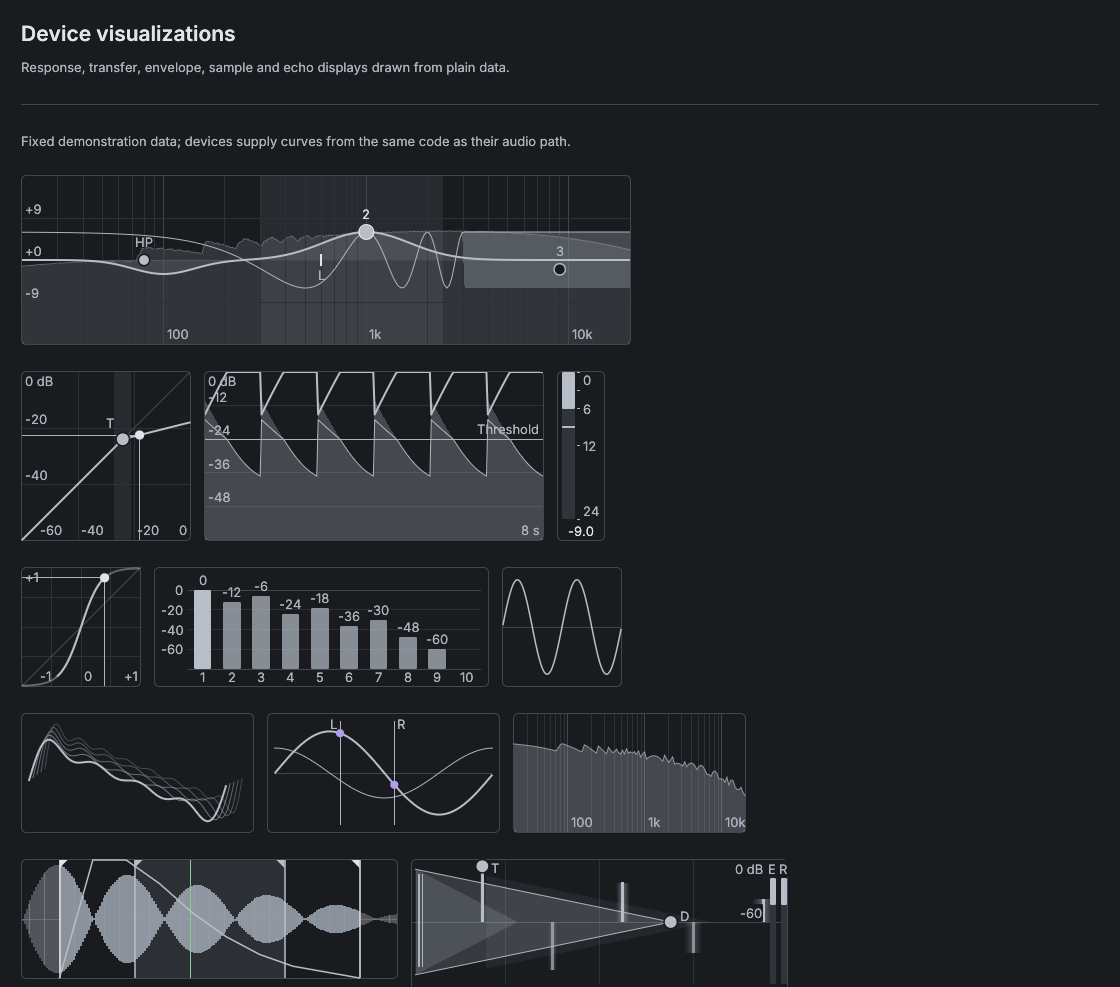 Device visualizations
Response, transfer, envelope, sample and echo displays drawn from plain data.
Fixed demonstration data; devices supply curves from the same code as their audio path.
+9
2
HP
+0
3
L
-9
100 1k 10k
0 dB
-20
T
-40
-60 -40 -20 0
0 dB
-12
-24
Threshold
-36
-48
8 s
0
-6
-12
24
-9.0
+1
-1 0 +1
0 -12 -6 -24 -18 -36 -30 -48 -60
0
-20
-40
-60
1 2 3 4 5 6 7 8 9 10
L R
100 1k 10k
T
0 dB E R
-60
D